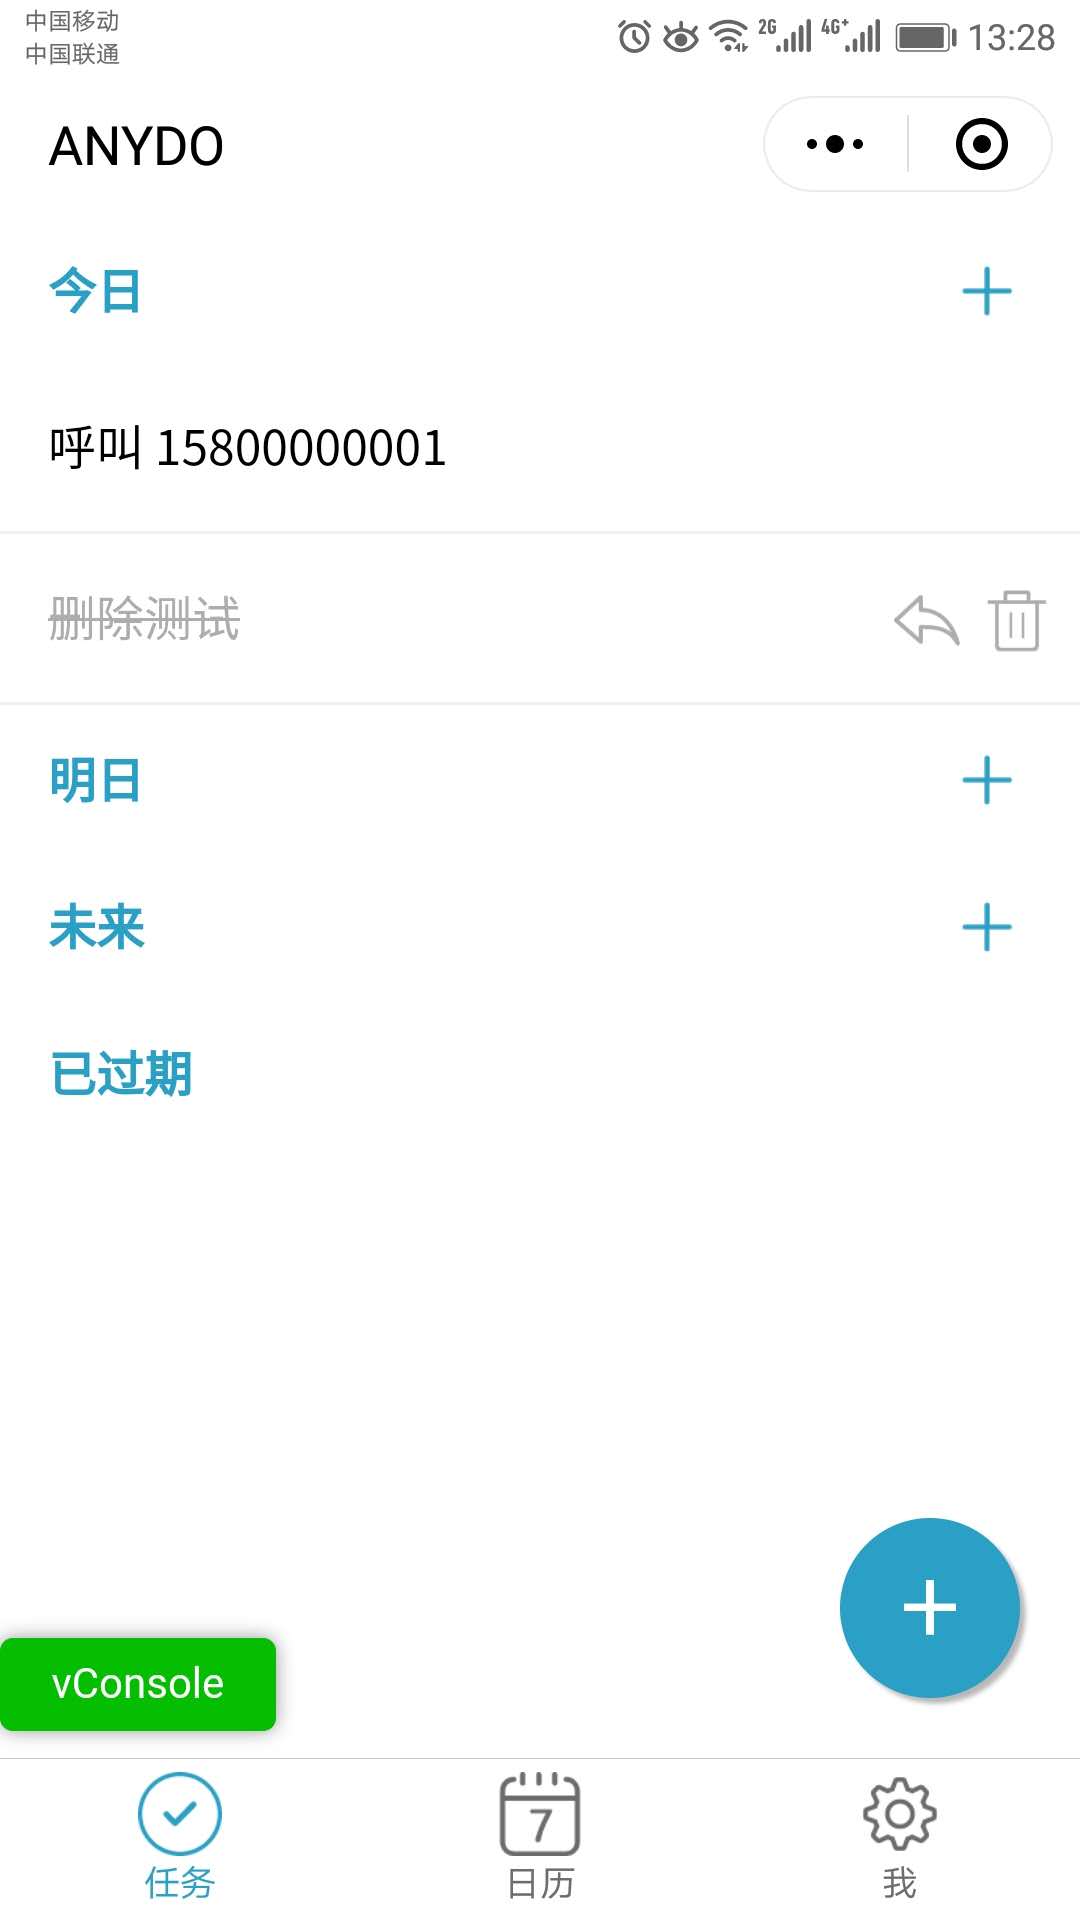 中国移动
中国联通
2G 4G+ 13:28
ANYDO
今日
呼叫 15800000001
删除测试
明日
未来
已过期
vConsole
任务
7
日历
我